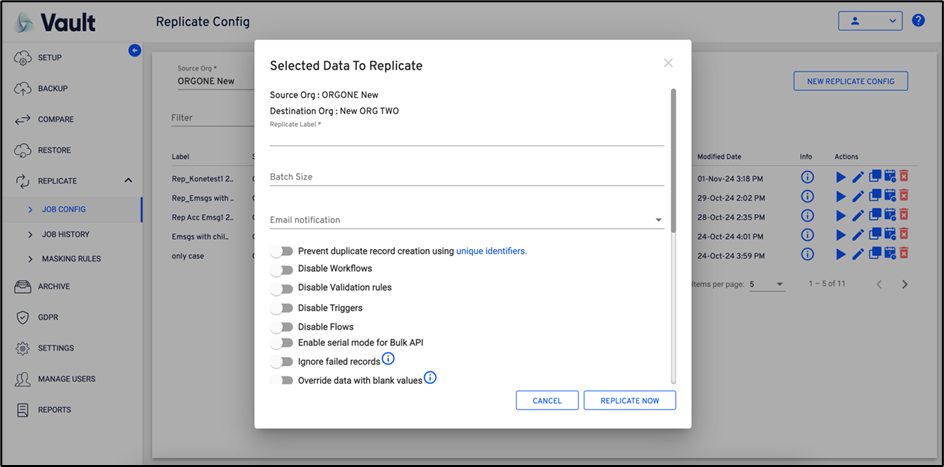 Vault
Replicate Config
?
SETUP
BACKUP
COMPARE
RESTORE
REPLICATE
JOB CONFIG
JOB HISTORY
MASKING RULES
ARCHIVE
GDPR
SETTINGS
MANAGE USERS
REPORTS
Source Org *
ORGONE New
NEW REPLICATE CONFIG
Filter
Label
S
Modified Date
Info
Actions
Rep_Konetest1 2..
01-Nov-24 3:18 PM
Rep_Emsgs with ..
29-Oct-24 2:02 PM
Rep Acc Emsg1 2..
28-Oct-24 2:35 PM
Emsgs with chil..
24-Oct-24 4:01 PM
only case
24-Oct-24 3:59 PM
Items per page: 5
1 – 5 of 11
Selected Data To Replicate
Source Org : ORGONE New
Destination Org : New ORG TWO
Replicate Label *
Batch Size
Email notification
Prevent duplicate record creation using unique identifiers.
Disable Workflows
Disable Validation rules
Disable Triggers
Disable Flows
Enable serial mode for Bulk API
Ignore failed records
Override data with blank values
CANCEL
REPLICATE NOW